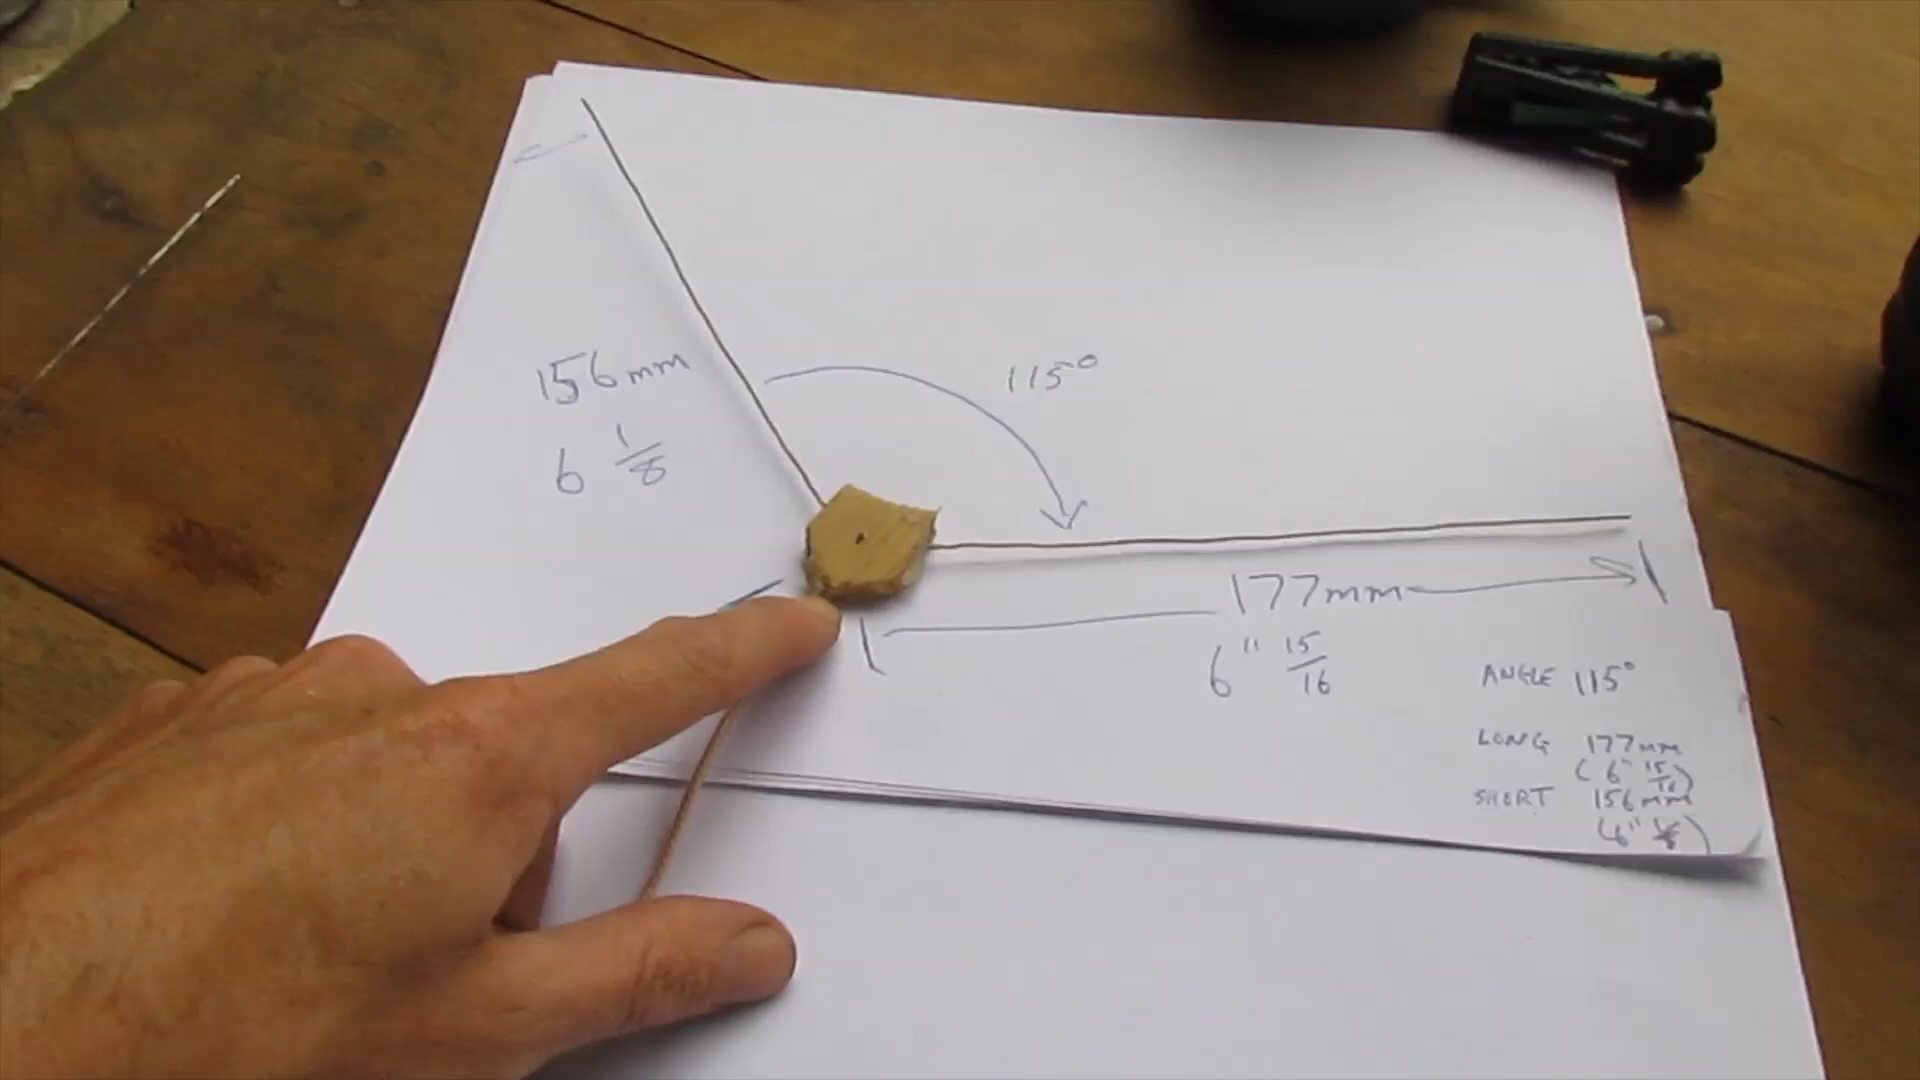 156mm
6 1/8
115°
177mm
6" 15/16
ANGLE 115°
LONG 177mm
(6" 15/16)
SHORT 156mm
(6" 1/8)